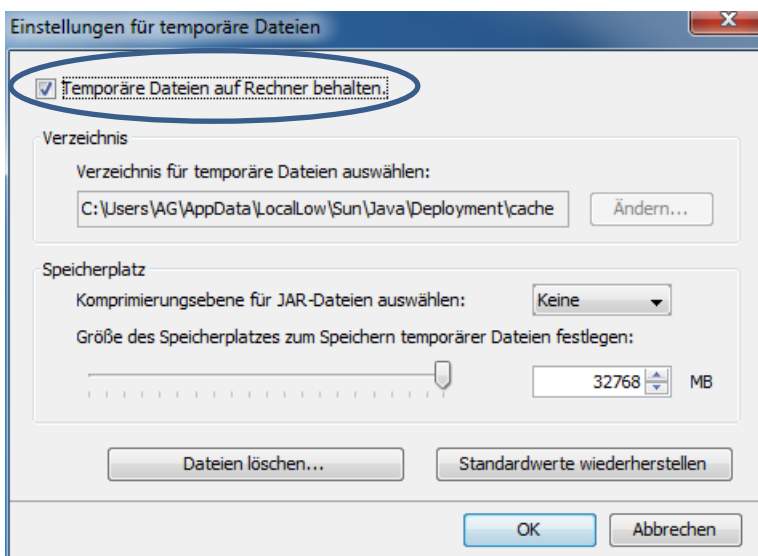 Einstellungen für temporäre Dateien
Temporäre Dateien auf Rechner behalten.
Verzeichnis
Verzeichnis für temporäre Dateien auswählen:
C:\Users\AG\AppData\LocalLow\Sun\Java\Deployment\cache
Ändern...
Speicherplatz
Komprimierungsebene für JAR-Dateien auswählen:
Keine
Größe des Speicherplatzes zum Speichern temporärer Dateien festlegen:
32768
MB
Dateien löschen...
Standardwerte wiederherstellen
OK
Abbrechen